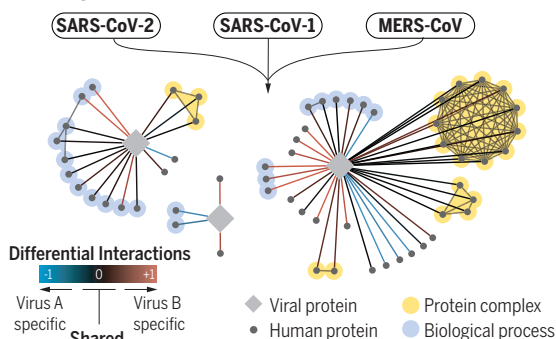 SARS-CoV-2 SARS-CoV-1 MERS-CoV
Differential Interactions
-1 0 +1
Virus A Virus B
specific specific
Shared
Viral protein Protein complex
Human protein Biological process